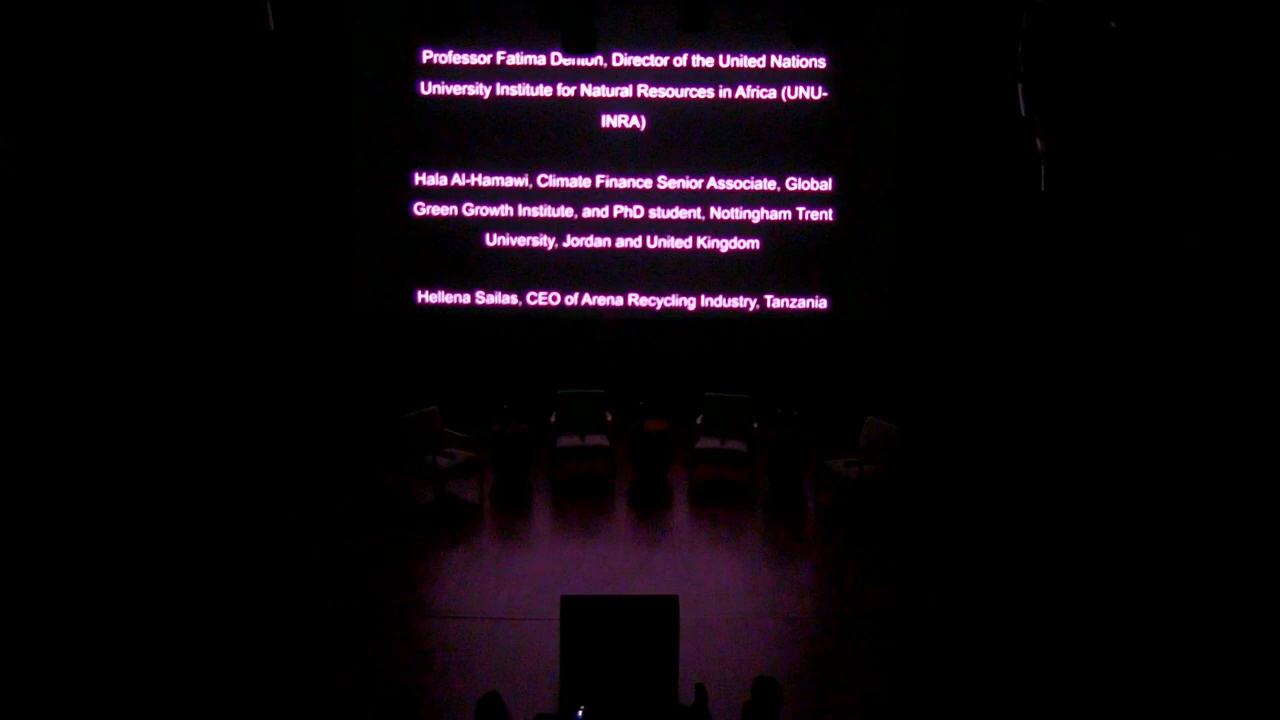 Professor Fatima Denton, Director of the United Nations
University Institute for Natural Resources in Africa (UNU-
INRA)
Hala Al-Hamawi, Climate Finance Senior Associate, Global
Green Growth Institute, and PhD student, Nottingham Trent
University, Jordan and United Kingdom
Hellena Sailas, CEO of Arena Recycling Industry, Tanzania